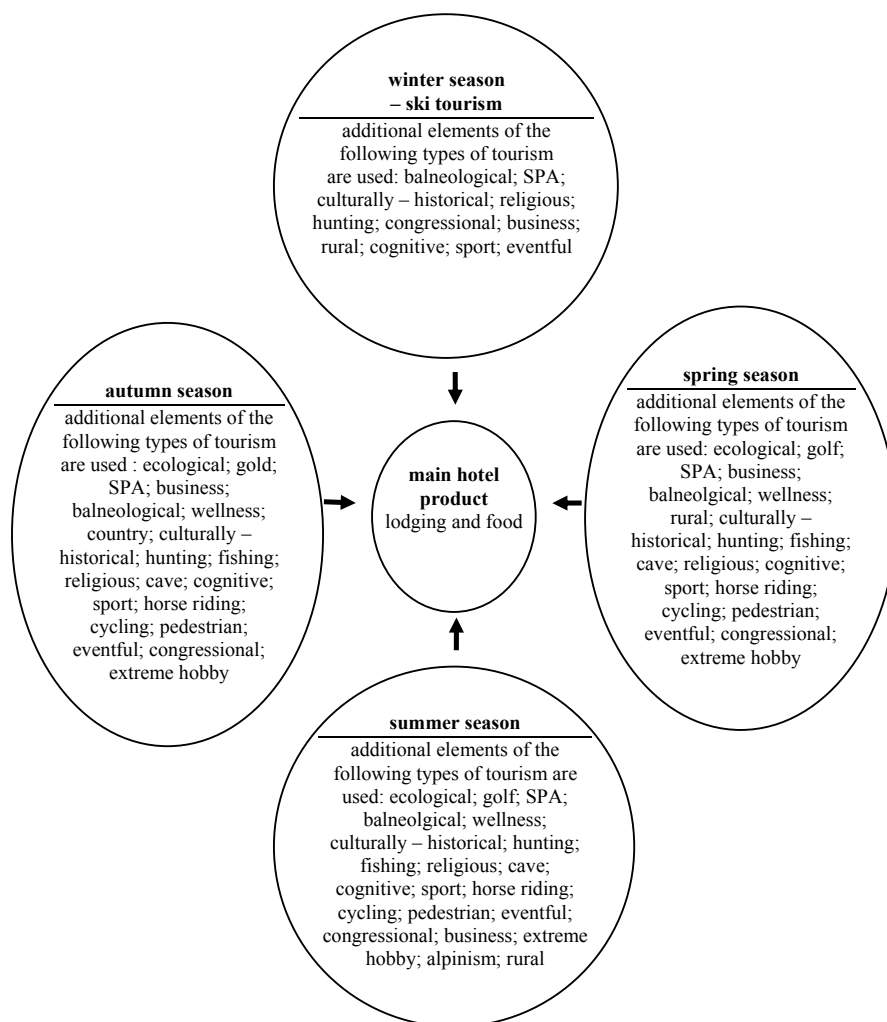 winter season
– ski tourism
additional elements of the
following types of tourism
are used: balneological; SPA;
culturally – historical; religious;
hunting; congressional; business;
rural; cognitive; sport; eventful
autumn season
additional elements of the
following types of tourism
are used : ecological; gold;
SPA; business;
balneological; wellness;
country; culturally –
historical; hunting; fishing;
religious; cave; cognitive;
sport; horse riding;
cycling; pedestrian;
eventful; congressional;
extreme hobby
main hotel
product
lodging and food
spring season
additional elements of the
following types of tourism
are used: ecological; golf;
SPA; business;
balneolgical; wellness;
rural; culturally –
historical; hunting; fishing;
cave; religious; cognitive;
sport; horse riding;
cycling; pedestrian;
eventful; congressional;
extreme hobby
summer season
additional elements of the
following types of tourism are
used: ecological; golf; SPA;
balneolgical; wellness;
culturally – historical; hunting;
fishing; religious; cave;
cognitive; sport; horse riding;
cycling; pedestrian; eventful;
congressional; business; extreme
hobby; alpinism; rural